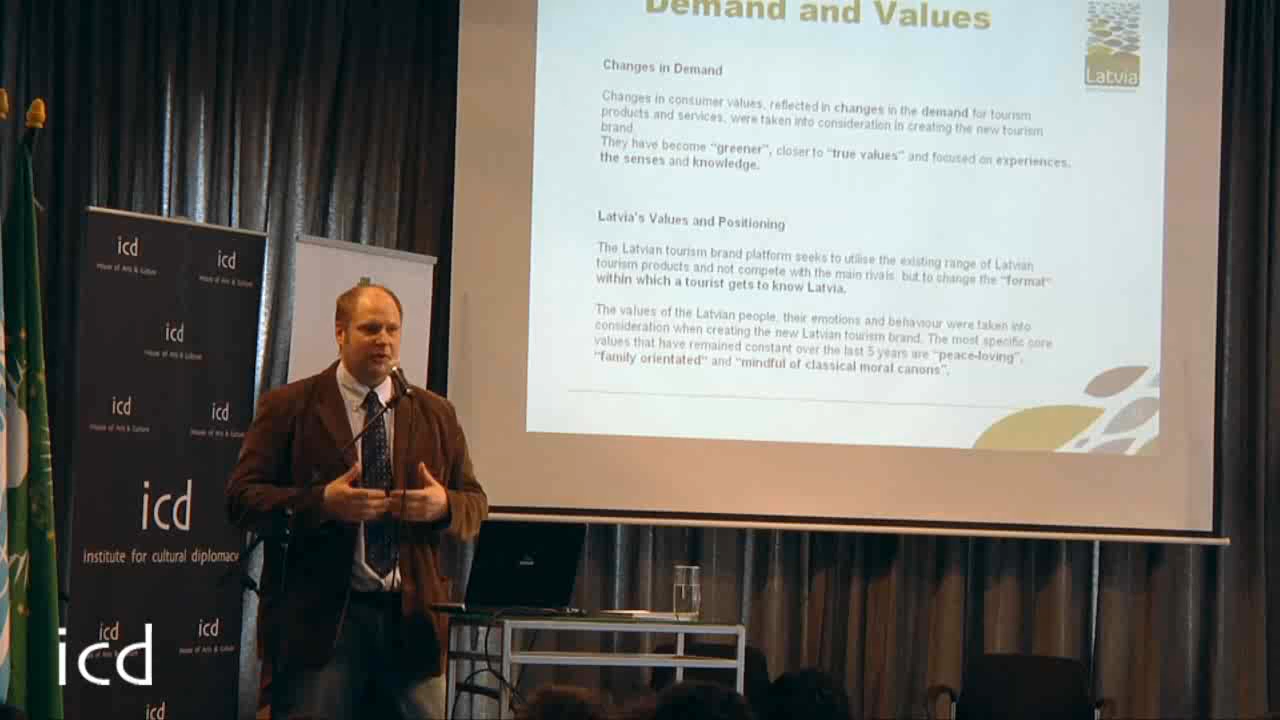 Demand and Values
Latvia
Changes in Demand
Changes in consumer values, reflected in changes in the demand for tourism
products and services, were taken into consideration in creating the new tourism
brand.
They have become "greener", closer to "true values" and focused on experiences,
the senses and knowledge.
Latvia's Values and Positioning
The Latvian tourism brand platform seeks to utilise the existing range of Latvian
tourism products and not compete with the main rivals, but to change the "format"
within which a tourist gets to know Latvia.
The values of the Latvian people, their emotions and behaviour were taken into
consideration when creating the new Latvian tourism brand. The most specific core
values that have remained constant over the last 5 years are "peace-loving",
"family orientated" and "mindful of classical moral canons".
icd
House of Arts & Culture
icd
House of Arts & Culture
icd
House of Arts & Culture
icd
House of Arts & Culture
icd
House of Arts & Culture
icd
institute for cultural diplomacy
icd
icd
House of Arts & Culture
icd
icd